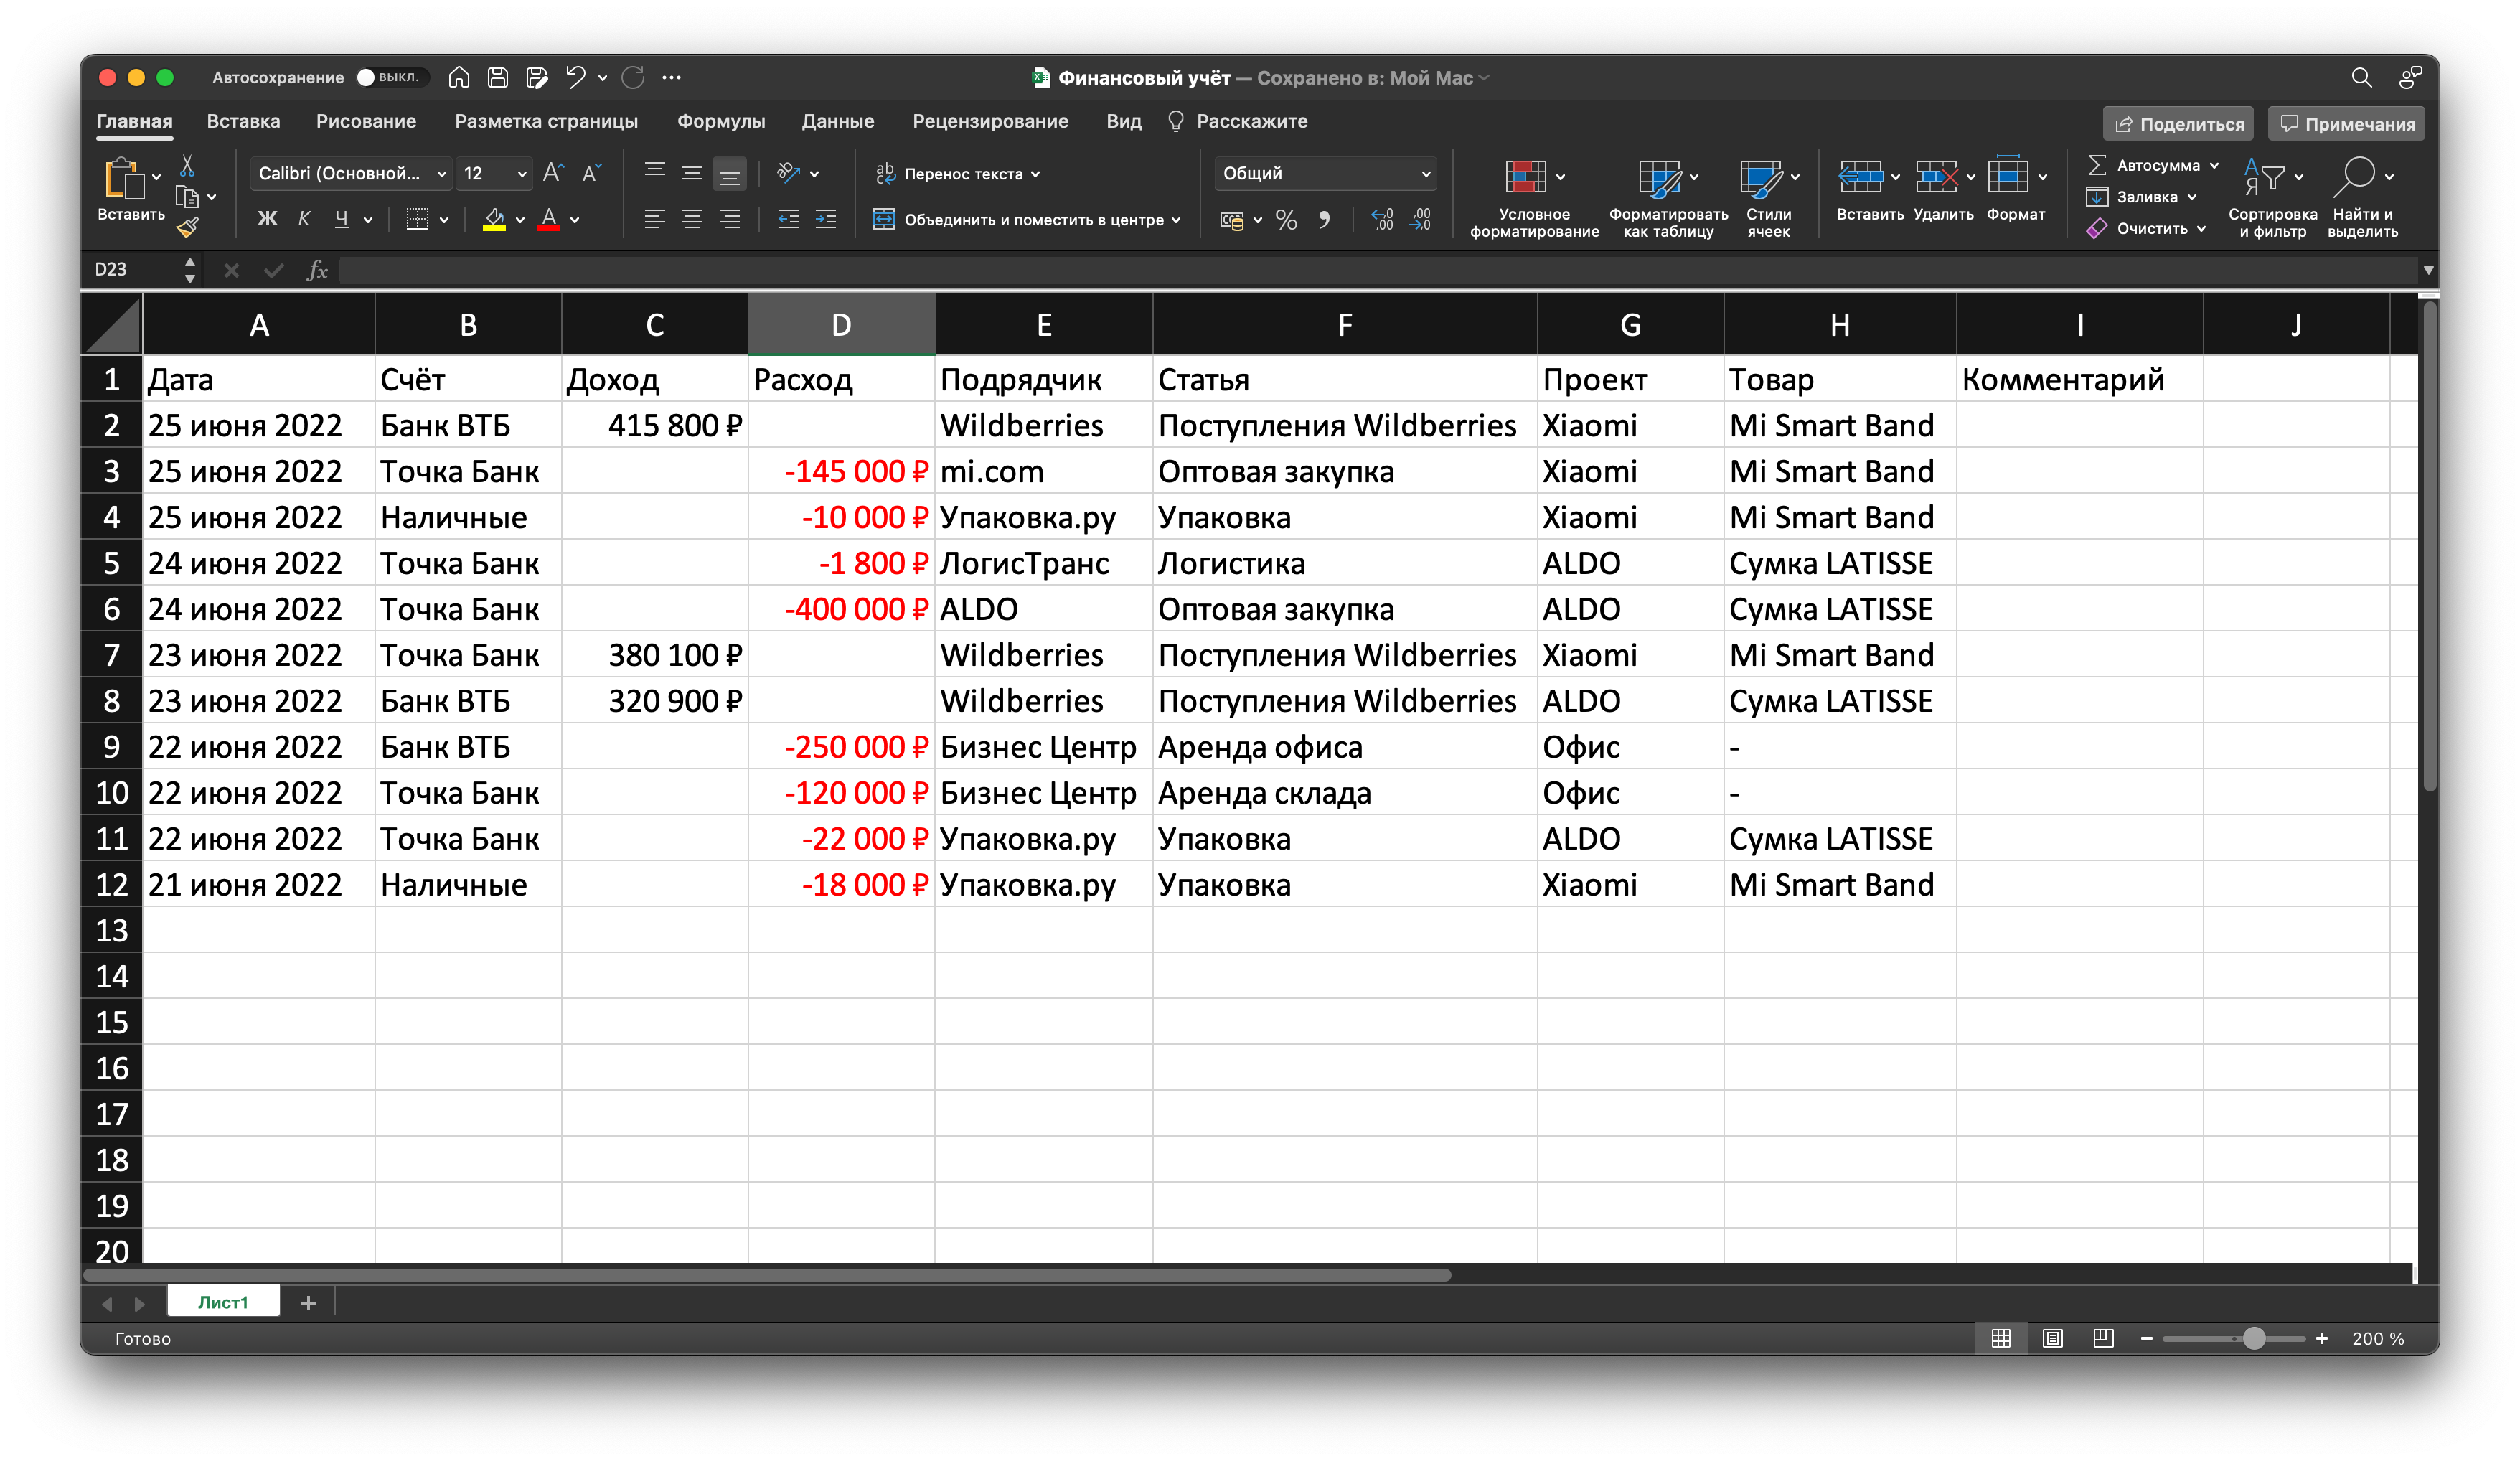 Автосохранение ВЫКЛ. Финансовый учёт — Сохранено в: Мой Mac
Главная Вставка Рисование Разметка страницы Формулы Данные Рецензирование Вид Расскажите Поделиться Примечания
Вставить Calibri (Основной... 12 Перенос текста Общий Автосумма
Ж К Ч Объединить и поместить в центре Условное форматирование Форматировать как таблицу Стили ячеек Вставить Удалить Формат Заливка Очистить Сортировка и фильтр Найти и выделить
D23 fx
A B C D E F G H I J
1 Дата Счёт Доход Расход Подрядчик Статья Проект Товар Комментарий
2 25 июня 2022 Банк ВТБ 415 800 ₽ Wildberries Поступления Wildberries Xiaomi Mi Smart Band
3 25 июня 2022 Точка Банк -145 000 ₽ mi.com Оптовая закупка Xiaomi Mi Smart Band
4 25 июня 2022 Наличные -10 000 ₽ Упаковка.ру Упаковка Xiaomi Mi Smart Band
5 24 июня 2022 Точка Банк -1 800 ₽ ЛогисТранс Логистика ALDO Сумка LATISSE
6 24 июня 2022 Точка Банк -400 000 ₽ ALDO Оптовая закупка ALDO Сумка LATISSE
7 23 июня 2022 Точка Банк 380 100 ₽ Wildberries Поступления Wildberries Xiaomi Mi Smart Band
8 23 июня 2022 Банк ВТБ 320 900 ₽ Wildberries Поступления Wildberries ALDO Сумка LATISSE
9 22 июня 2022 Банк ВТБ -250 000 ₽ Бизнес Центр Аренда офиса Офис -
10 22 июня 2022 Точка Банк -120 000 ₽ Бизнес Центр Аренда склада Офис -
11 22 июня 2022 Точка Банк -22 000 ₽ Упаковка.ру Упаковка ALDO Сумка LATISSE
12 21 июня 2022 Наличные -18 000 ₽ Упаковка.ру Упаковка Xiaomi Mi Smart Band
13
14
15
16
17
18
19
20
Лист1 +
Готово 200 %